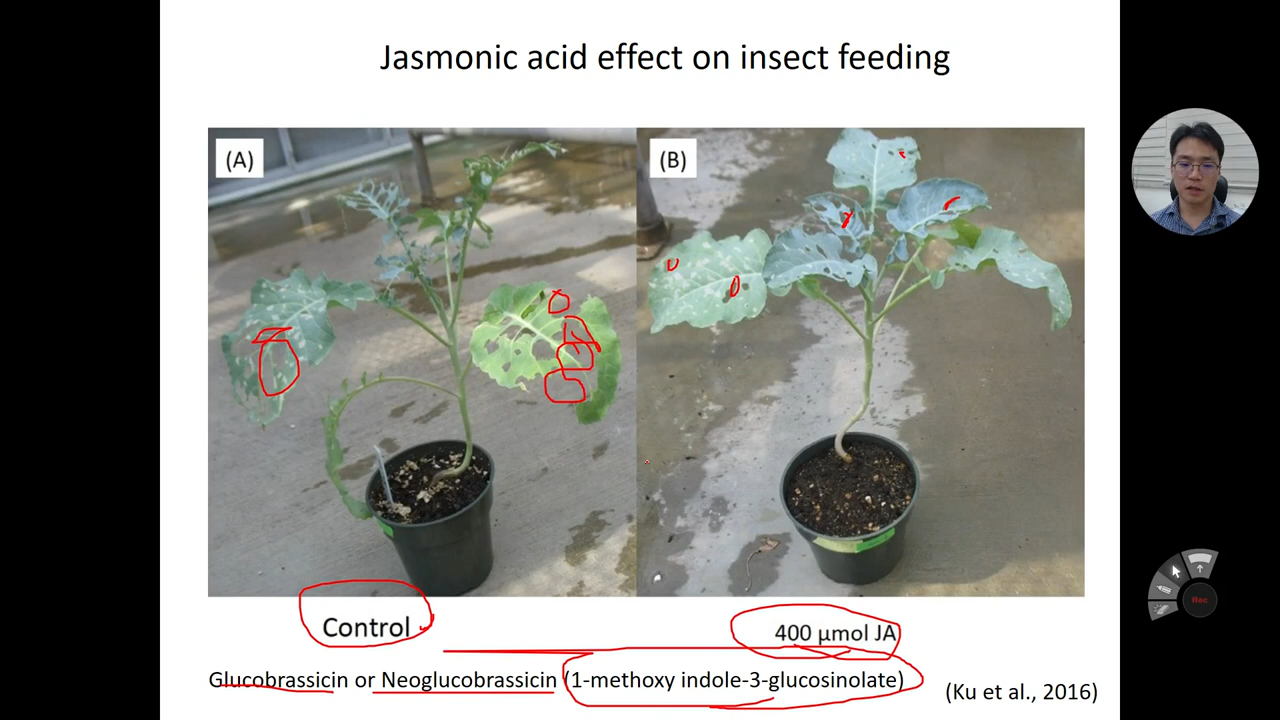 Jasmonic acid effect on insect feeding
(A)
(B)
Control
400 µmol JA
Glucobrassicin or Neoglucobrassicin (1-methoxy indole-3-glucosinolate)
(Ku et al., 2016)
Rec